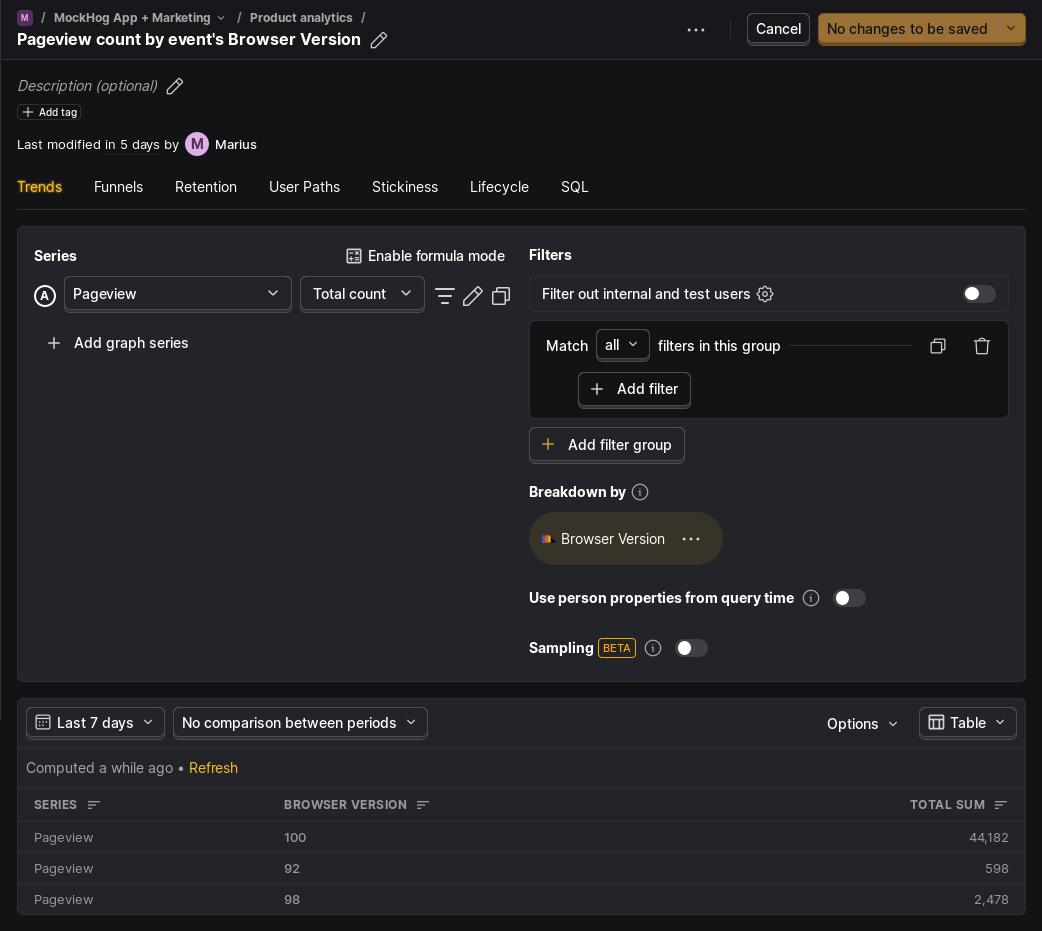 M / MockHog App + Marketing / Product analytics /
Pageview count by event's Browser Version
Cancel
No changes to be saved
Description (optional)
Add tag
Last modified in 5 days by M Marius
Trends Funnels Retention User Paths Stickiness Lifecycle SQL
Series
Enable formula mode
A Pageview Total count
Add graph series
Filters
Filter out internal and test users
Match all filters in this group
Add filter
Add filter group
Breakdown by
Browser Version
Use person properties from query time
Sampling BETA
Last 7 days No comparison between periods Options Table
Computed a while ago • Refresh
SERIES BROWSER VERSION TOTAL SUM
Pageview 100 44,182
Pageview 92 598
Pageview 98 2,478